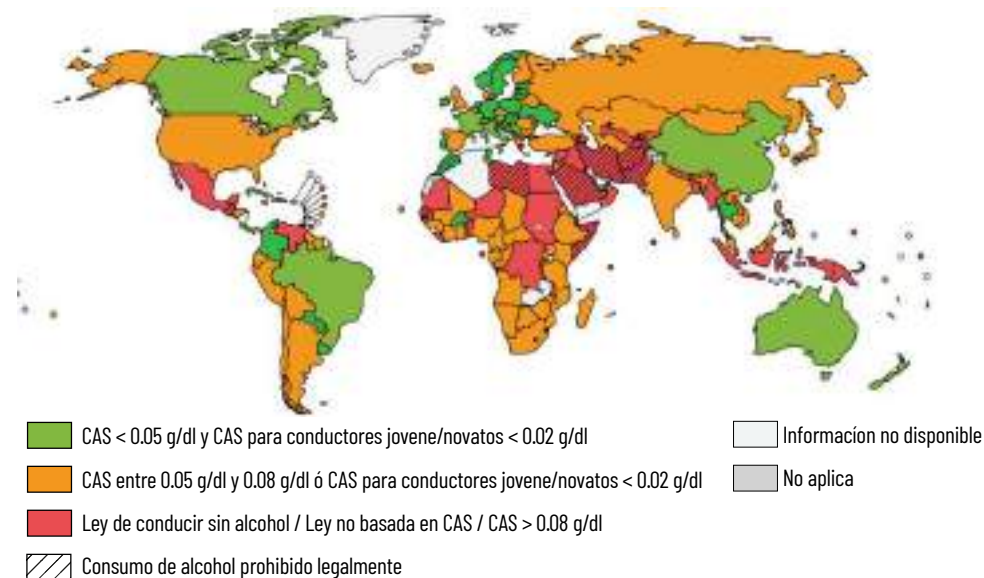 CAS < 0.05 g/dl y CAS para conductores jovene/novatos < 0.02 g/dl
Informacíon no disponible
CAS entre 0.05 g/dl y 0.08 g/dl ó CAS para conductores jovene/novatos < 0.02 g/dl
No aplica
Ley de conducir sin alcohol / Ley no basada en CAS / CAS > 0.08 g/dl
Consumo de alcohol prohibido legalmente